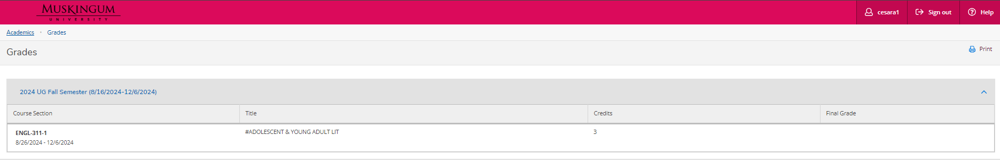 MUSKINGUM
UNIVERSITY
cesara1
Sign out
Help
Academics • Grades
Grades
Print
2024 UG Fall Semester (8/16/2024-12/6/2024)
Course Section Title Credits Final Grade
ENGL-311-1 #ADOLESCENT & YOUNG ADULT LIT 3
8/26/2024 - 12/6/2024